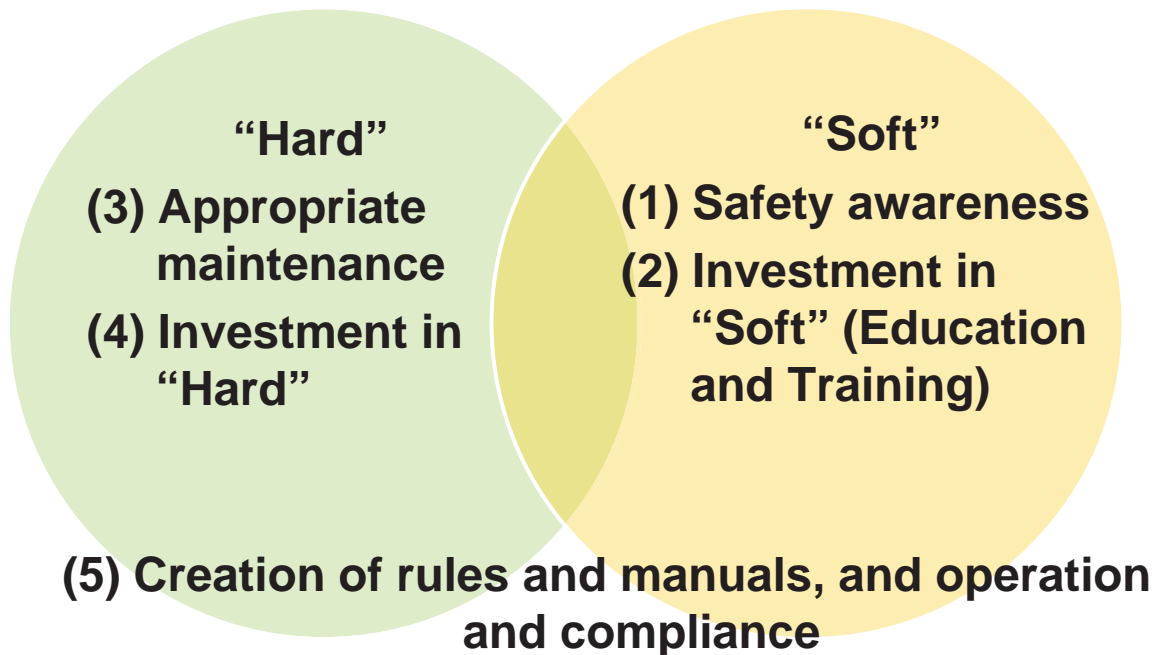 “Hard”
(3) Appropriate
maintenance
(4) Investment in
“Hard”
“Soft”
(1) Safety awareness
(2) Investment in
“Soft” (Education
and Training)
(5) Creation of rules and manuals, and operation
and compliance